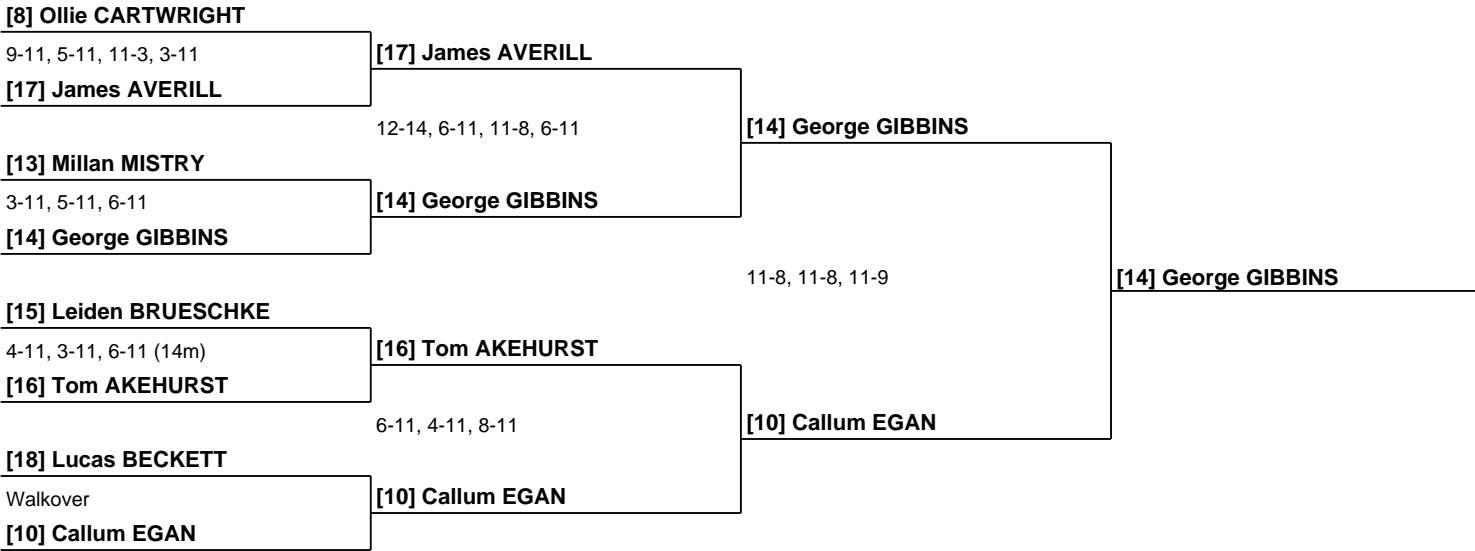 [8] Ollie CARTWRIGHT
9-11, 5-11, 11-3, 3-11
[17] James AVERILL
[17] James AVERILL
12-14, 6-11, 11-8, 6-11
[14] George GIBBINS
[13] Millan MISTRY
3-11, 5-11, 6-11
[14] George GIBBINS
[14] George GIBBINS
11-8, 11-8, 11-9
[14] George GIBBINS
[15] Leiden BRUESCHKE
4-11, 3-11, 6-11 (14m)
[16] Tom AKEHURST
[16] Tom AKEHURST
6-11, 4-11, 8-11
[10] Callum EGAN
[18] Lucas BECKETT
Walkover
[10] Callum EGAN
[10] Callum EGAN